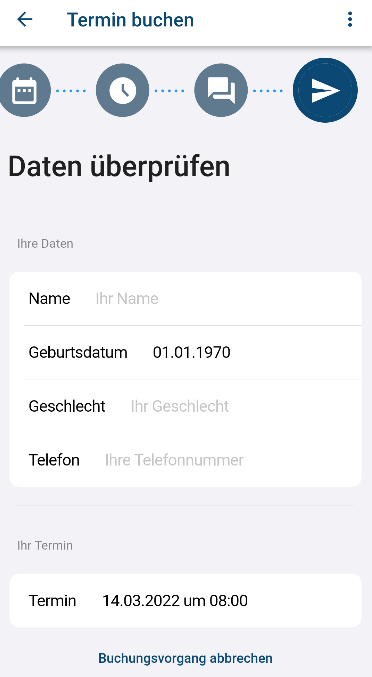 Termin buchen
Daten überprüfen
Ihre Daten
Name Ihr Name
Geburtsdatum 01.01.1970
Geschlecht Ihr Geschlecht
Telefon Ihre Telefonnummer
Ihr Termin
Termin 14.03.2022 um 08:00
Buchungsvorgang abbrechen